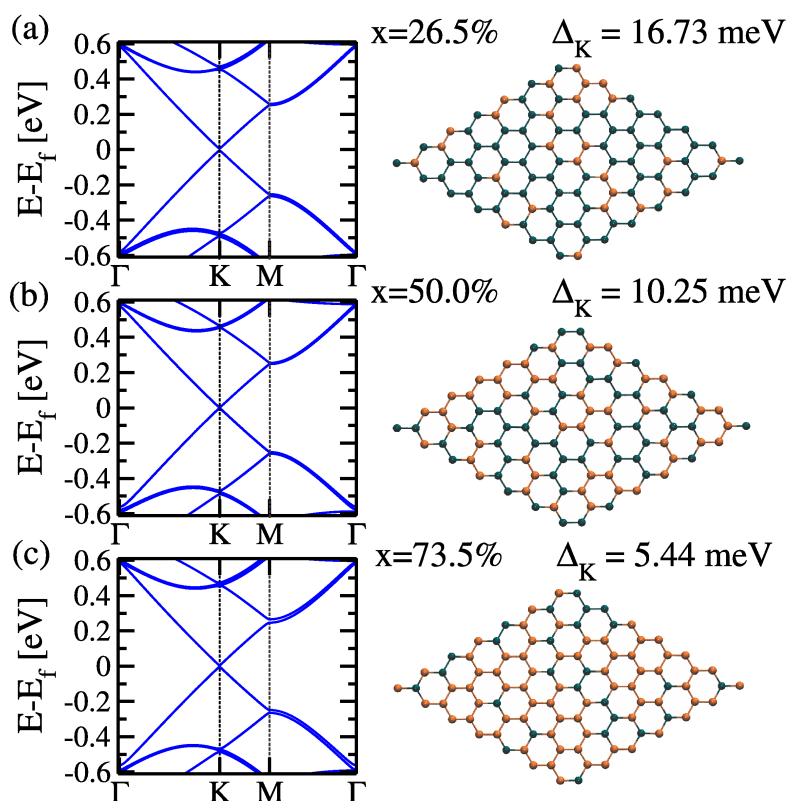 (a) x=26.5% Δ_K = 16.73 meV
E-E_f [eV]
0.6
0.4
0.2
0
-0.2
-0.4
-0.6
Γ K M Γ
(b) x=50.0% Δ_K = 10.25 meV
E-E_f [eV]
0.6
0.4
0.2
0
-0.2
-0.4
-0.6
Γ K M Γ
(c) x=73.5% Δ_K = 5.44 meV
E-E_f [eV]
0.6
0.4
0.2
0
-0.2
-0.4
-0.6
Γ K M Γ